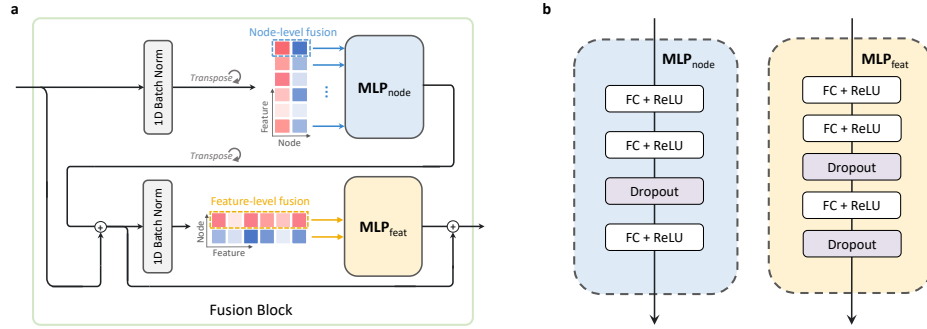 a
Node-level fusion
1D Batch Norm
Transpose
Feature
Node
MLPnode
Transpose
Feature-level fusion
1D Batch Norm
Node
Feature
MLPfeat
Fusion Block
b
MLPnode
FC + ReLU
FC + ReLU
Dropout
FC + ReLU
MLPfeat
FC + ReLU
FC + ReLU
Dropout
FC + ReLU
Dropout